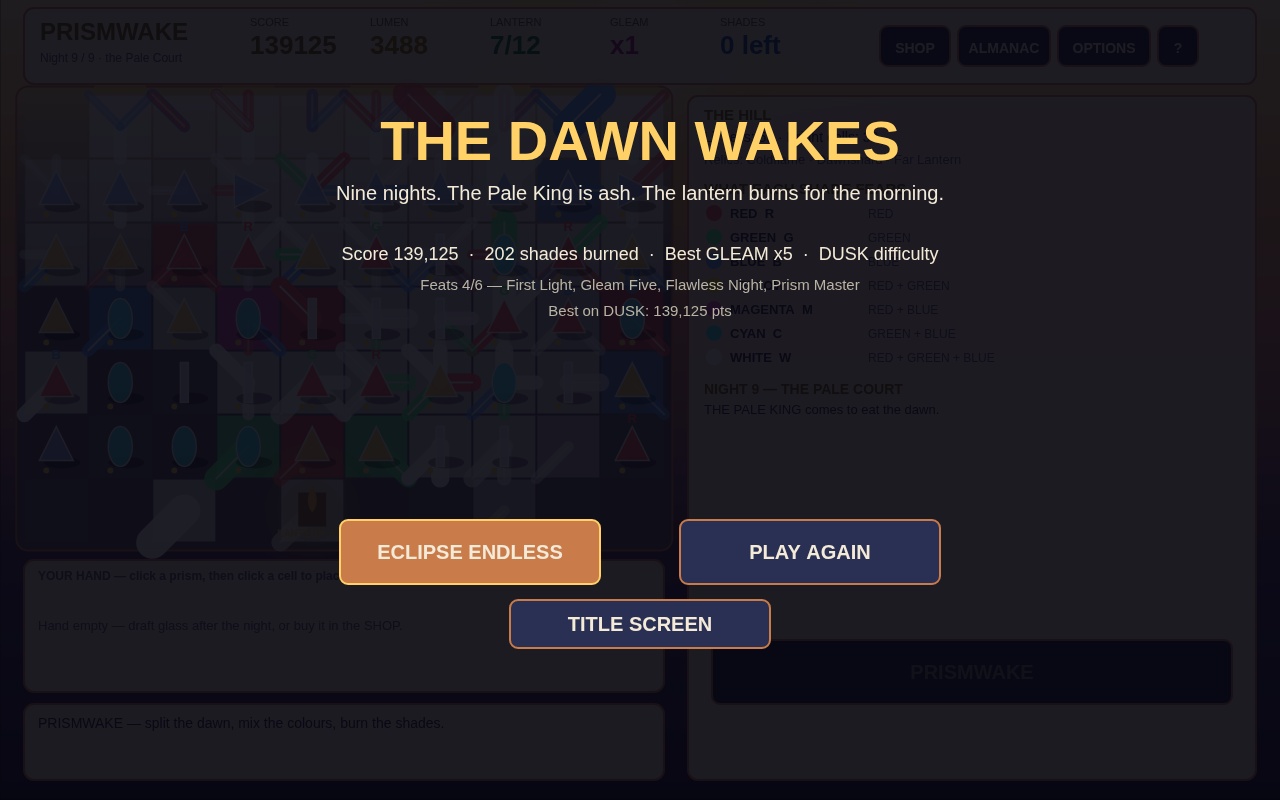 PRISMWAKE
Night 9 / 9 · the Pale Court
SCORE
139125
LUMEN
3488
LANTERN
7/12
GLEAM
x1
SHADES
0 left
SHOP
ALMANAC
OPTIONS
?
THE DAWN WAKES
Nine nights. The Pale King is ash. The lantern burns for the morning.
Score 139,125 · 202 shades burned · Best GLEAM x5 · DUSK difficulty
Feats 4/6 — First Light, Gleam Five, Flawless Night, Prism Master
Best on DUSK: 139,125 pts
THE HILL
Far Lantern
RED R RED
GREEN G GREEN
RED + GREEN
MAGENTA M RED + BLUE
CYAN C GREEN + BLUE
WHITE W RED + GREEN + BLUE
NIGHT 9 — THE PALE COURT
THE PALE KING comes to eat the dawn.
ECLIPSE ENDLESS
PLAY AGAIN
TITLE SCREEN
YOUR HAND — click a prism, then click a cell to
Hand empty — draft glass after the night, or buy it in the SHOP.
PRISMWAKE
PRISMWAKE — split the dawn, mix the colours, burn the shades.